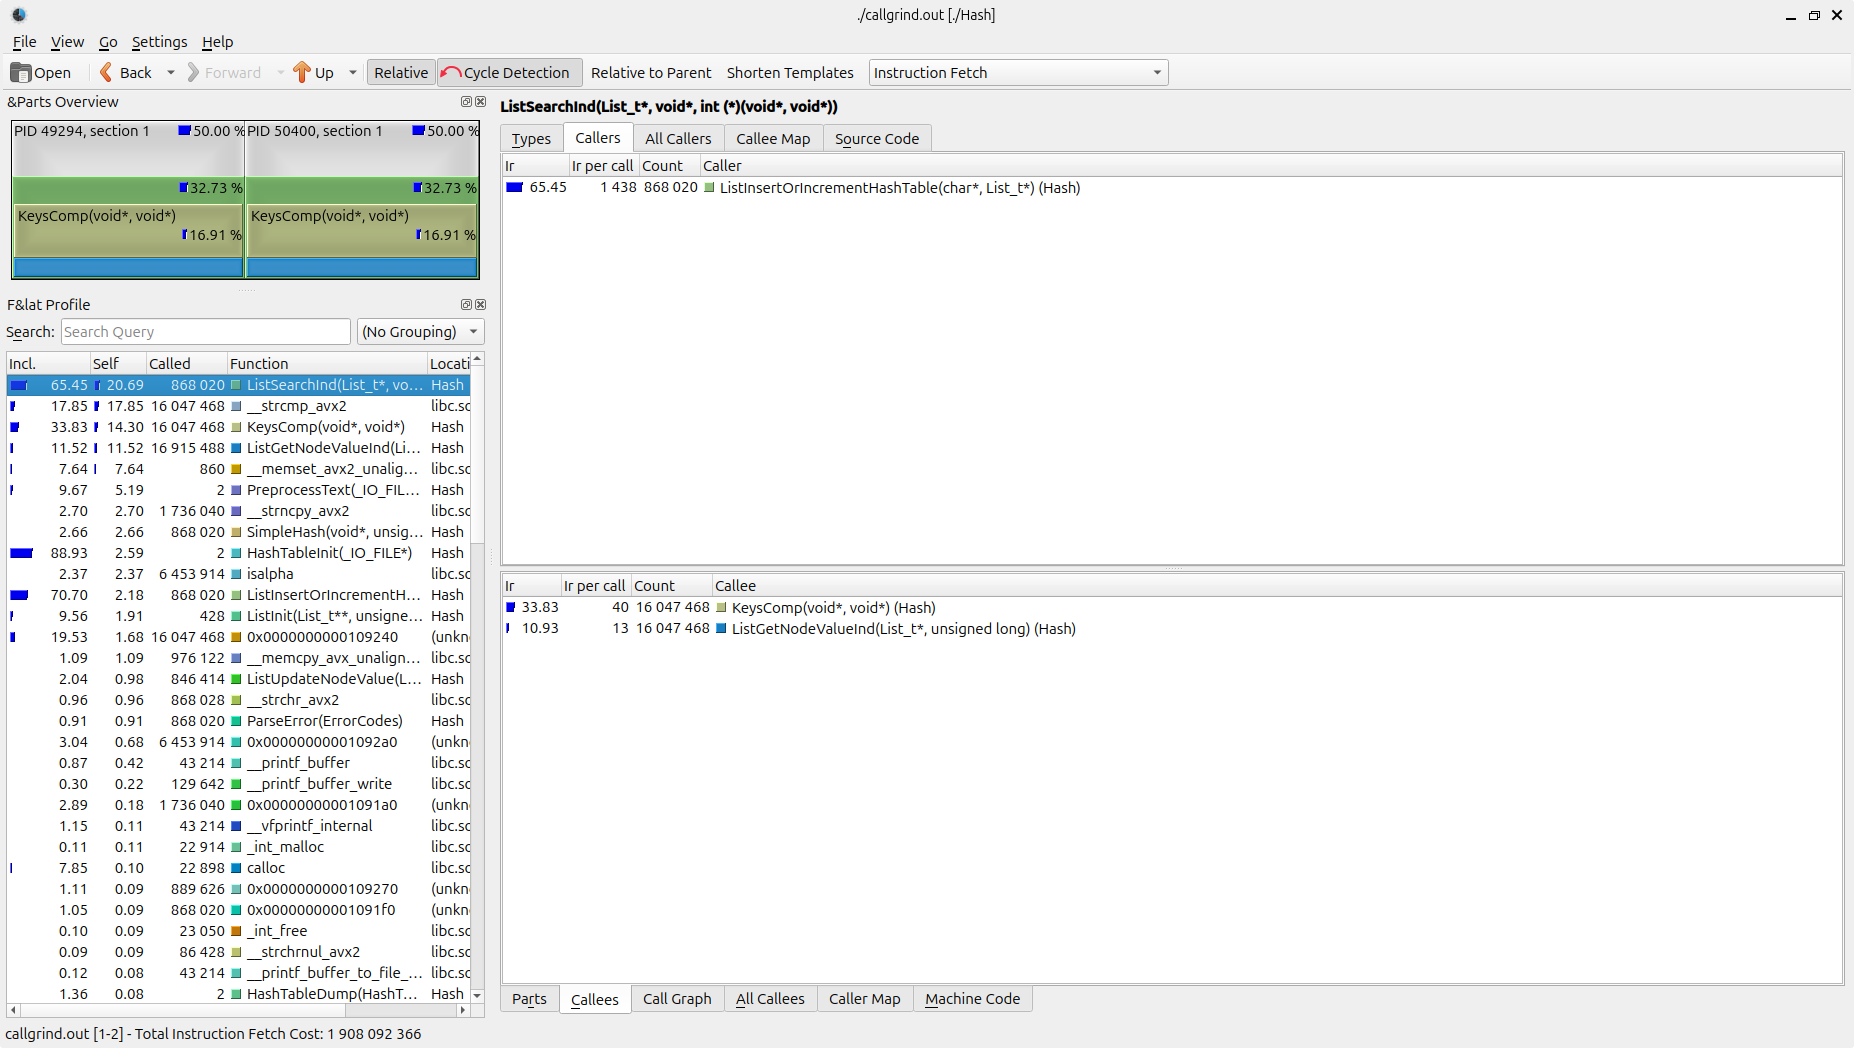 ./callgrind.out [./Hash]
File View Go Settings Help
Open Back Forward Up Relative Cycle Detection Relative to Parent Shorten Templates Instruction Fetch
&Parts Overview
PID 49294, section 1 50.00 % PID 50400, section 1 50.00 %
32.73 % 32.73 %
KeysComp(void*, void*) KeysComp(void*, void*)
16.91 % 16.91 %
F&lat Profile
Search: Search Query (No Grouping)
Incl. Self Called Function Locati
65.45 20.69 868 020 ListSearchInd(List_t*, vo... Hash
17.85 17.85 16 047 468 __strcmp_avx2 libc.sc
33.83 14.30 16 047 468 KeysComp(void*, void*) Hash
11.52 11.52 16 915 488 ListGetNodeValueInd(Li... Hash
7.64 7.64 860 __memset_avx2_unalig... libc.sc
9.67 5.19 2 PreprocessText(_IO_FIL... Hash
2.70 2.70 1 736 040 __strncpy_avx2 libc.sc
2.66 2.66 868 020 SimpleHash(void*, unsig... Hash
88.93 2.59 2 HashTableInit(_IO_FILE*) Hash
2.37 2.37 6 453 914 isalpha libc.sc
70.70 2.18 868 020 ListInsertOrIncrementH... Hash
9.56 1.91 428 ListInit(List_t**, unsigne... Hash
19.53 1.68 16 047 468 0x0000000000109240 (unkn
1.09 1.09 976 122 __memcpy_avx_unalign... libc.sc
2.04 0.98 846 414 ListUpdateNodeValue(L... Hash
0.96 0.96 868 028 __strchr_avx2 libc.sc
0.91 0.91 868 020 ParseError(ErrorCodes) Hash
3.04 0.68 6 453 914 0x00000000001092a0 (unkn
0.87 0.42 43 214 __printf_buffer libc.sc
0.30 0.22 129 642 __printf_buffer_write libc.sc
2.89 0.18 1 736 040 0x00000000001091a0 (unkn
1.15 0.11 43 214 __vfprintf_internal libc.sc
0.11 0.11 22 914 _int_malloc libc.sc
7.85 0.10 22 898 calloc libc.sc
1.11 0.09 889 626 0x0000000000109270 (unkn
1.05 0.09 868 020 0x00000000001091f0 (unkn
0.10 0.09 23 050 _int_free libc.sc
0.09 0.09 86 428 __strchrnul_avx2 libc.sc
0.12 0.08 43 214 __printf_buffer_to_file_... libc.sc
1.36 0.08 2 HashTableDump(HashT... Hash
ListSearchInd(List_t*, void*, int (*)(void*, void*))
Types Callers All Callers Callee Map Source Code
Ir Ir per call Count Caller
65.45 1 438 868 020 ListInsertOrIncrementHashTable(char*, List_t*) (Hash)
Ir Ir per call Count Callee
33.83 40 16 047 468 KeysComp(void*, void*) (Hash)
10.93 13 16 047 468 ListGetNodeValueInd(List_t*, unsigned long) (Hash)
Parts Callees Call Graph All Callees Caller Map Machine Code
callgrind.out [1-2] - Total Instruction Fetch Cost: 1 908 092 366